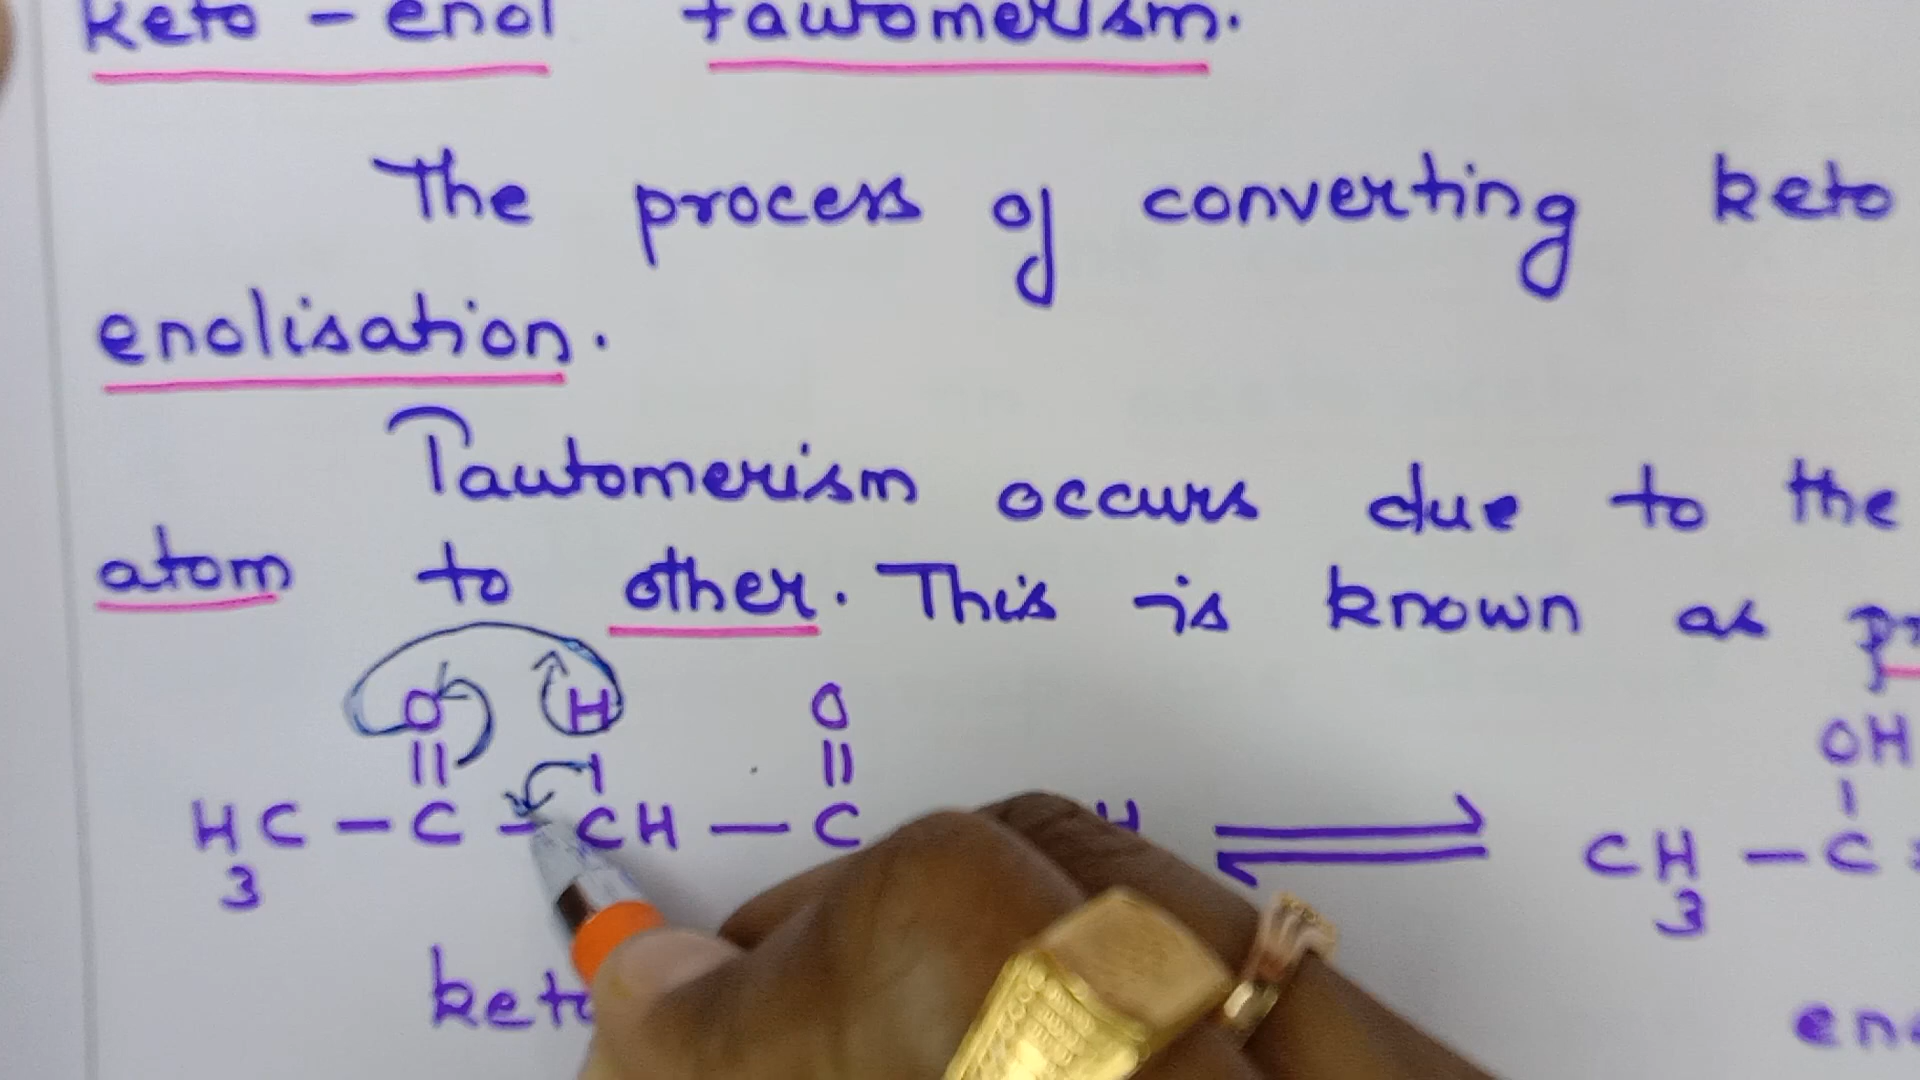 keto - enol tautomerism.
The process of converting keto
enolisation.
Tautomerism occurs due to the
atom to other. This is known as
O H O OH
H3C - C - CH - C H ⇌ CH3 - C
keto